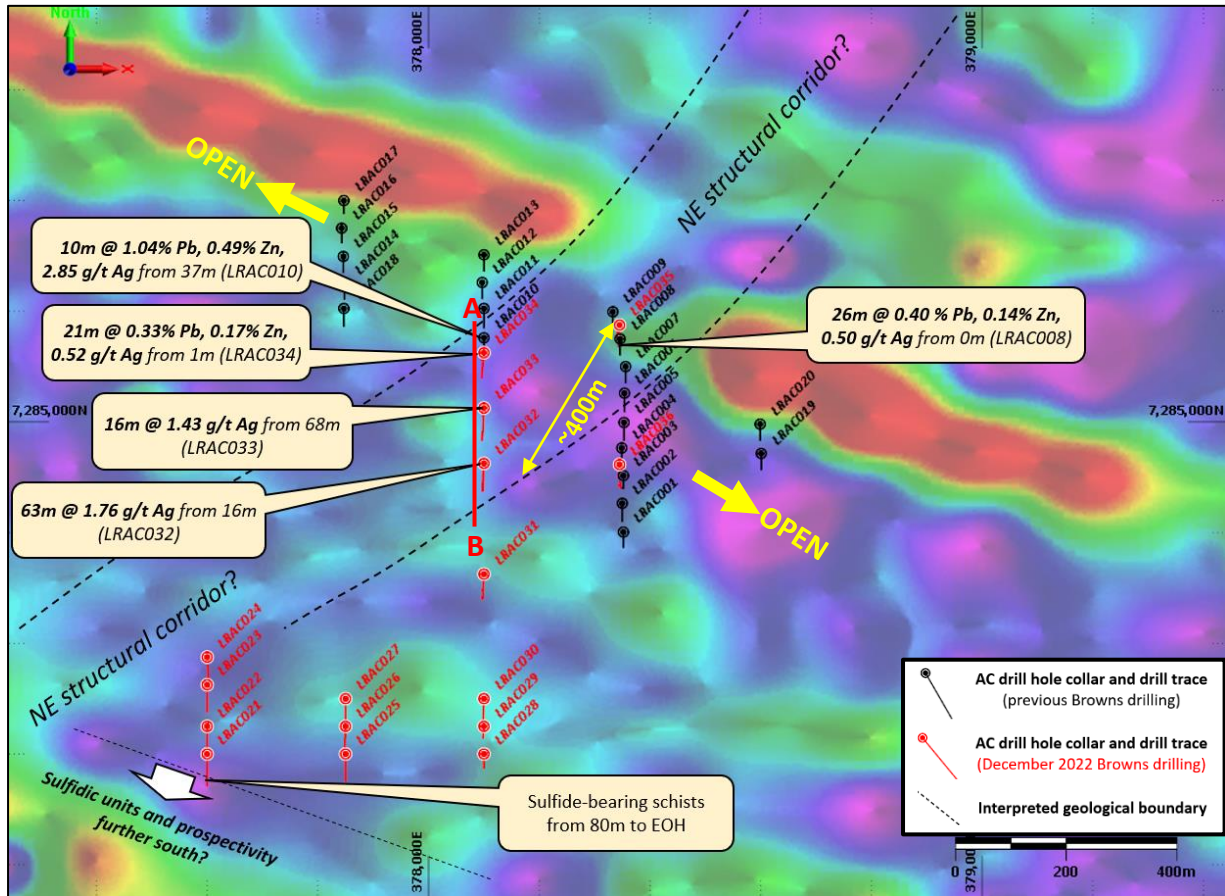 North
X
378,000E
379,000E
NE structural corridor?
OPEN
LRAC017
LRAC016
LRAC015
LRAC014
AC018
LRAC013
LRAC012
LRAC011
LRAC010
LRAC034
A
LRAC033
LRAC032
B
LRAC031
NE structural corridor?
LRAC009
LRAC035
LRAC008
LRAC007
LRAC005
LRAC004
LRAC036
LRAC003
LRAC002
LRAC001
LRAC020
LRAC019
~400m
OPEN
10m @ 1.04% Pb, 0.49% Zn,
2.85 g/t Ag from 37m (LRAC010)
21m @ 0.33% Pb, 0.17% Zn,
0.52 g/t Ag from 1m (LRAC034)
16m @ 1.43 g/t Ag from 68m
(LRAC033)
63m @ 1.76 g/t Ag from 16m
(LRAC032)
26m @ 0.40 % Pb, 0.14% Zn,
0.50 g/t Ag from 0m (LRAC008)
7,285,000N
7,285,000N
NE structural corridor?
LRAC024
LRAC023
LRAC022
LRAC021
LRAC027
LRAC026
LRAC025
LRAC030
LRAC029
LRAC028
Sulfidic units and prospectivity
further south?
Sulfide-bearing schists
from 80m to EOH
378,000E
AC drill hole collar and drill trace
(previous Browns drilling)
AC drill hole collar and drill trace
(December 2022 Browns drilling)
Interpreted geological boundary
0 200 400m